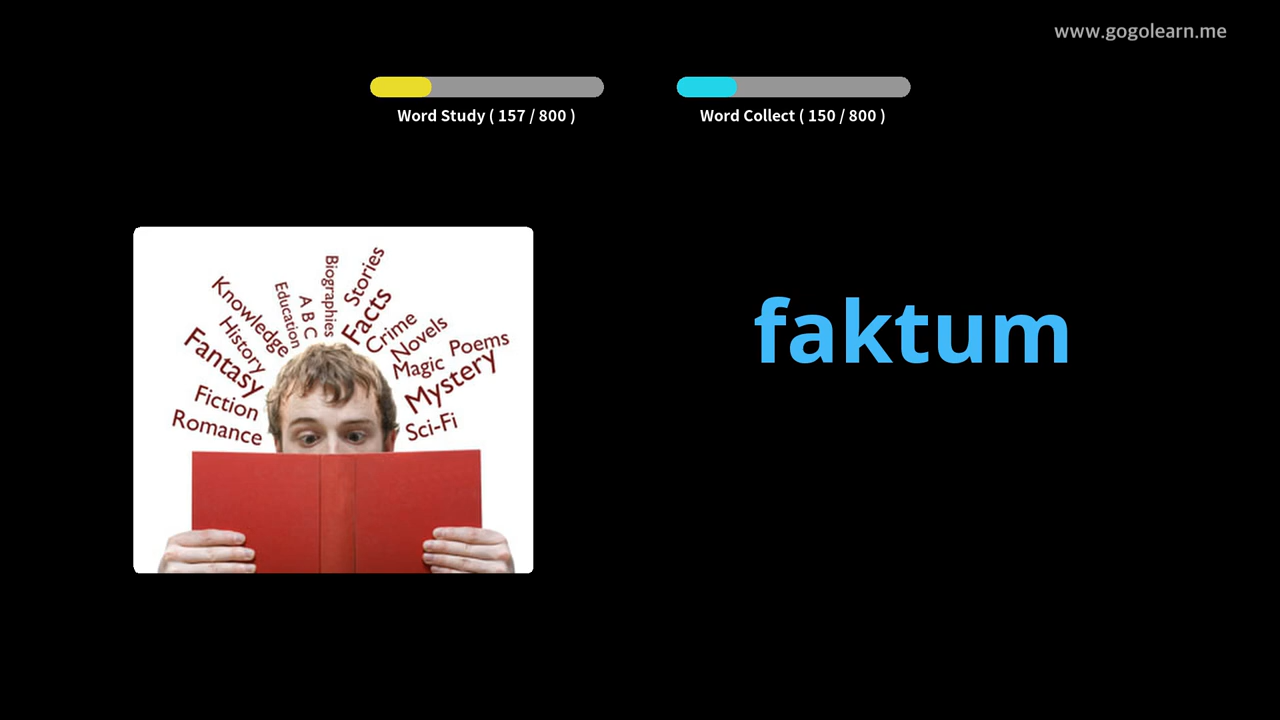 www.gogolearn.me
Word Study ( 157 / 800 )
Word Collect ( 150 / 800 )
Biographies
Stories
Education
A B C
Facts
Knowledge
History
Crime
Novels
Poems
Fantasy
Magic
Mystery
Fiction
Romance
Sci-Fi
faktum